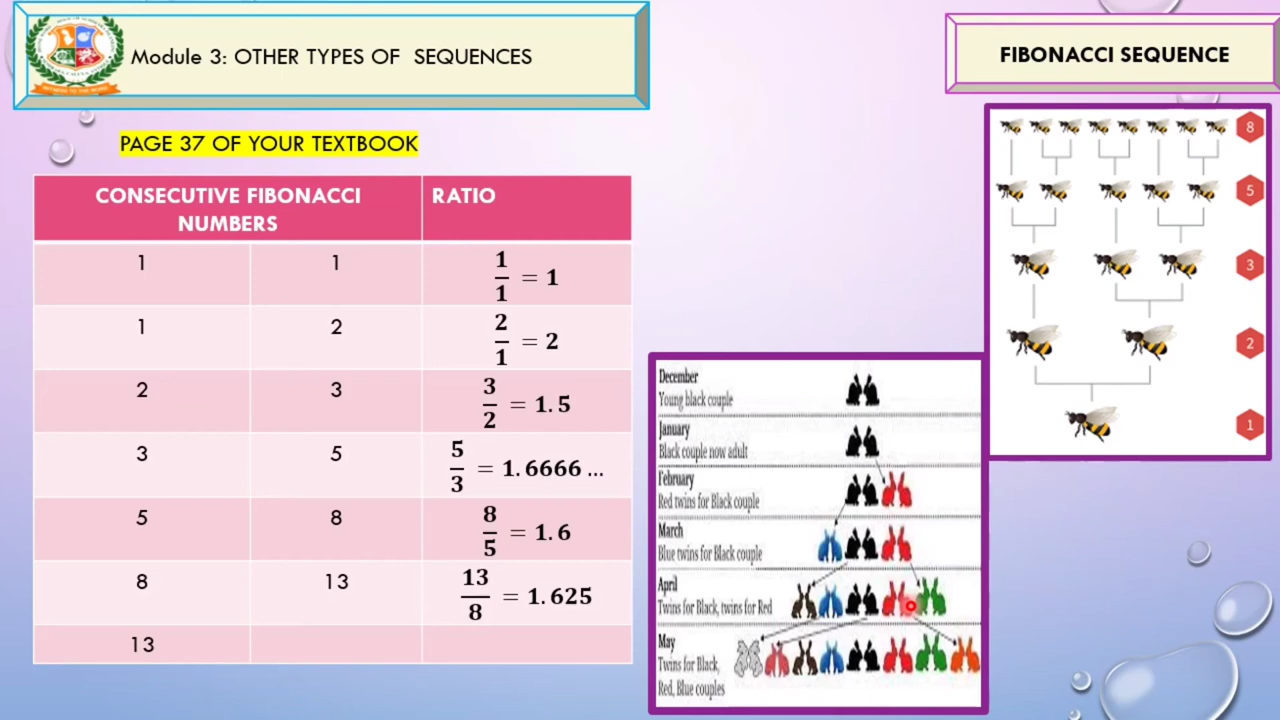 Module 3: OTHER TYPES OF SEQUENCES
FIBONACCI SEQUENCE
PAGE 37 OF YOUR TEXTBOOK
CONSECUTIVE FIBONACCI NUMBERS RATIO
1 1 1/1 = 1
1 2 2/1 = 2
2 3 3/2 = 1.5
3 5 5/3 = 1.6666 ...
5 8 8/5 = 1.6
8 13 13/8 = 1.625
13
December
Young black couple
January
Black couple now adult
February
Red twins for Black couple
March
Blue twins for Black couple
April
Twins for Black, twins for Red
May
Twins for Black,
Red, Blue couples
8
5
3
2
1